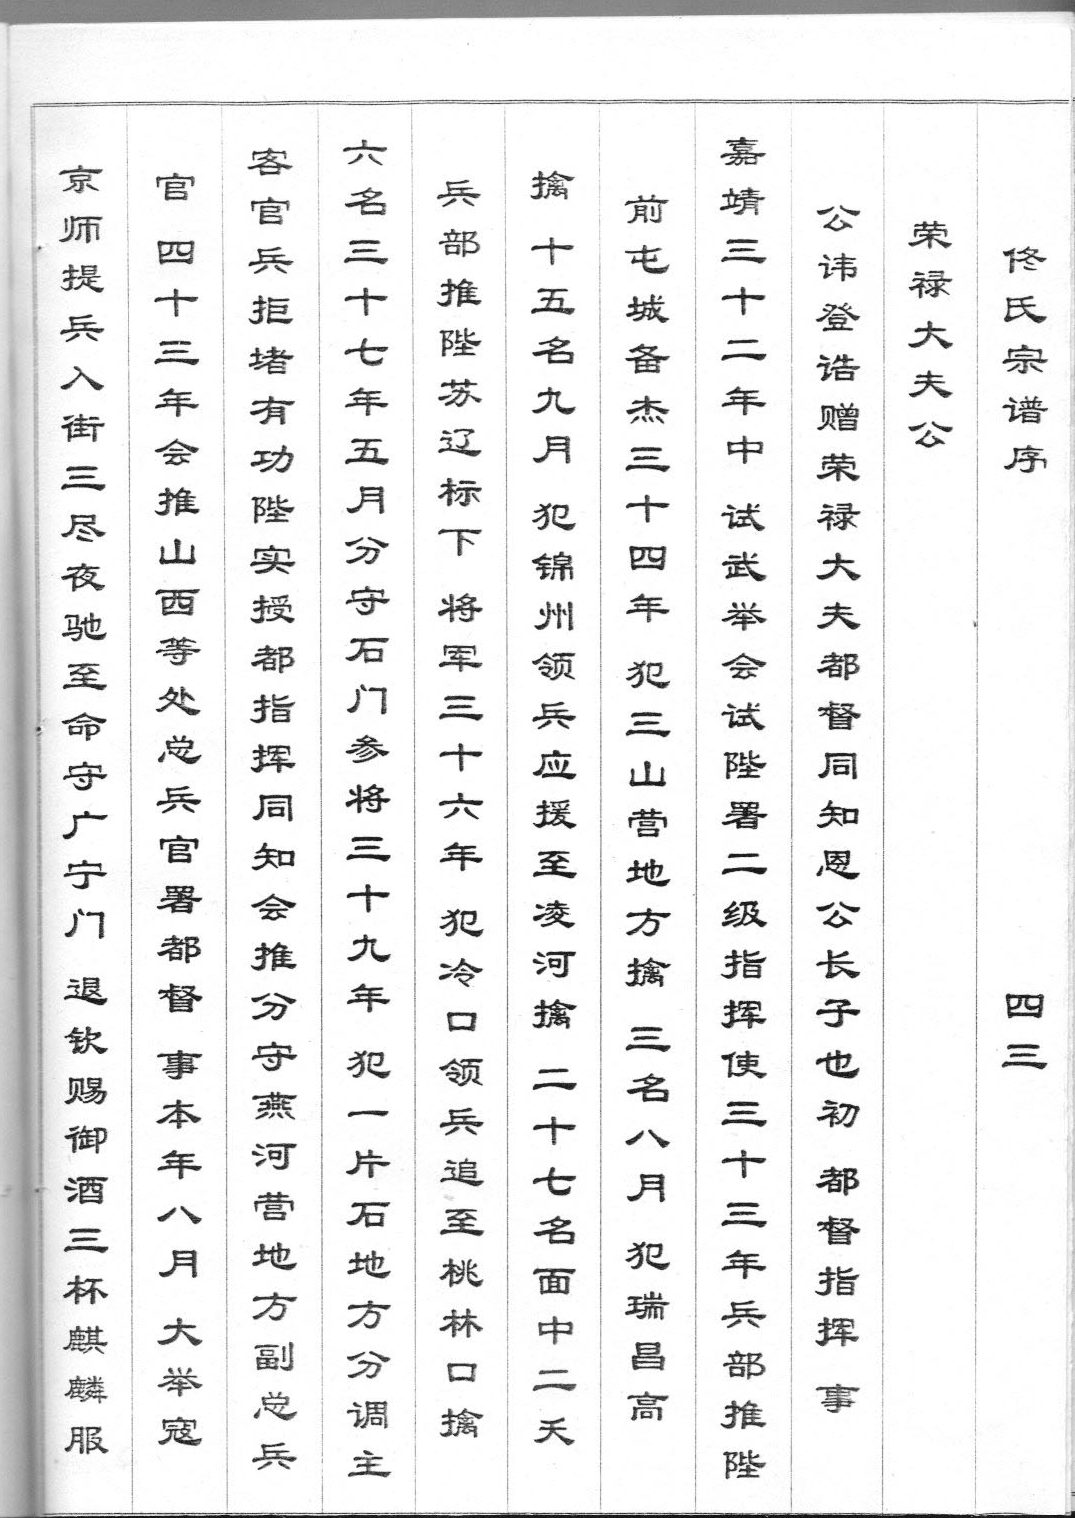 佟氏宗谱序 四三
荣禄大夫公
公讳登诰赠荣禄大夫都督同知恩公长子也初 都督指挥 事
嘉靖三十二年中 试武举会试陛署二级指挥使三十三年兵部推陛
前屯城备杰三十四年 犯三山营地方擒 三名八月 犯瑞昌高
擒 十五名九月 犯锦州领兵应援至凌河擒 二十七名面中二天
兵部推陛苏辽标下 将军三十六年 犯冷口领兵追至桃林口擒
六名三十七年五月分守石门参将三十九年 犯一片石地方分调主
客官兵拒堵有功陛实授都指挥同知会推分守燕河营地方副总兵
官 四十三年会推山西等处总兵官署都督 事本年八月 大举寇
京师提兵入街三尽夜驰至命守广宁门 退钦赐御酒三杯麒麟服